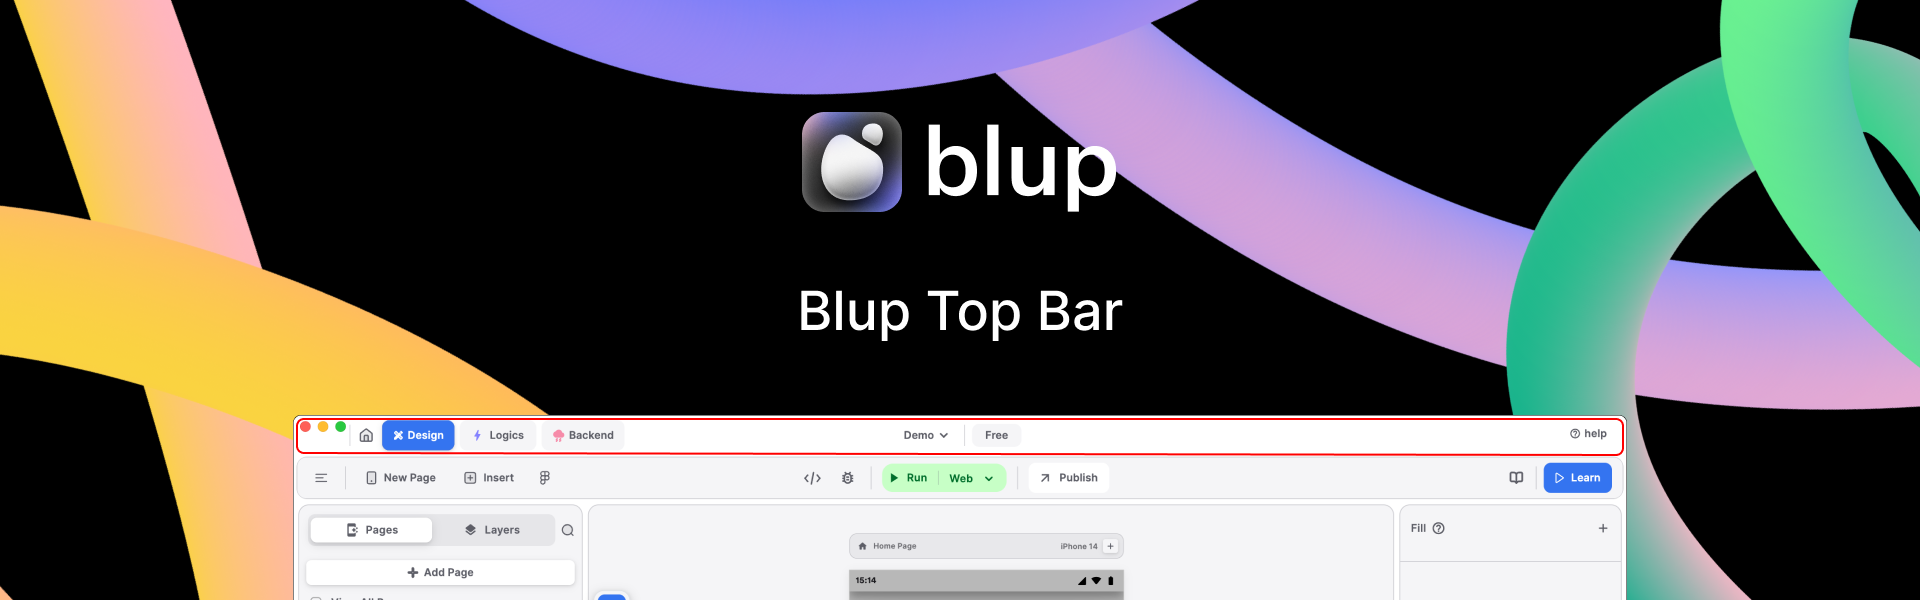 blup
Blup Top Bar
Design Logics Backend Demo Free help
New Page Insert Run Web Publish Learn
Pages Layers
Fill
Home Page iPhone 14
Add Page
15:14